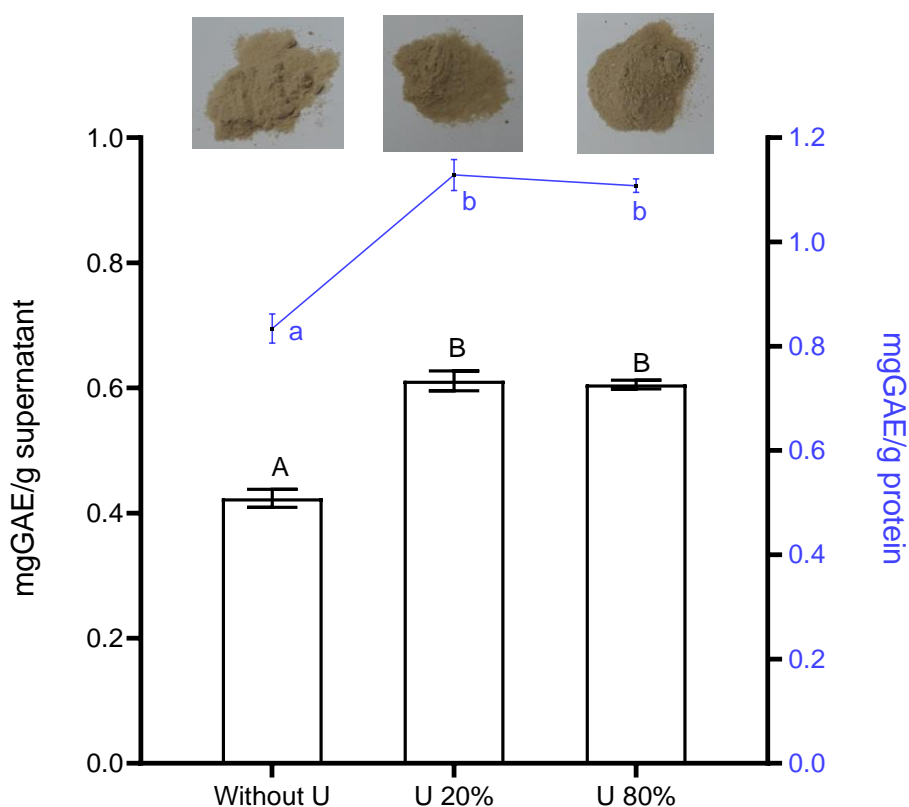 1.0
0.8
0.6
0.4
0.2
0.0
mgGAE/g supernatant
1.2
1.0
0.8
0.6
0.4
0.2
0.0
mgGAE/g protein
a
b
b
A
B
B
Without U
U 20%
U 80%